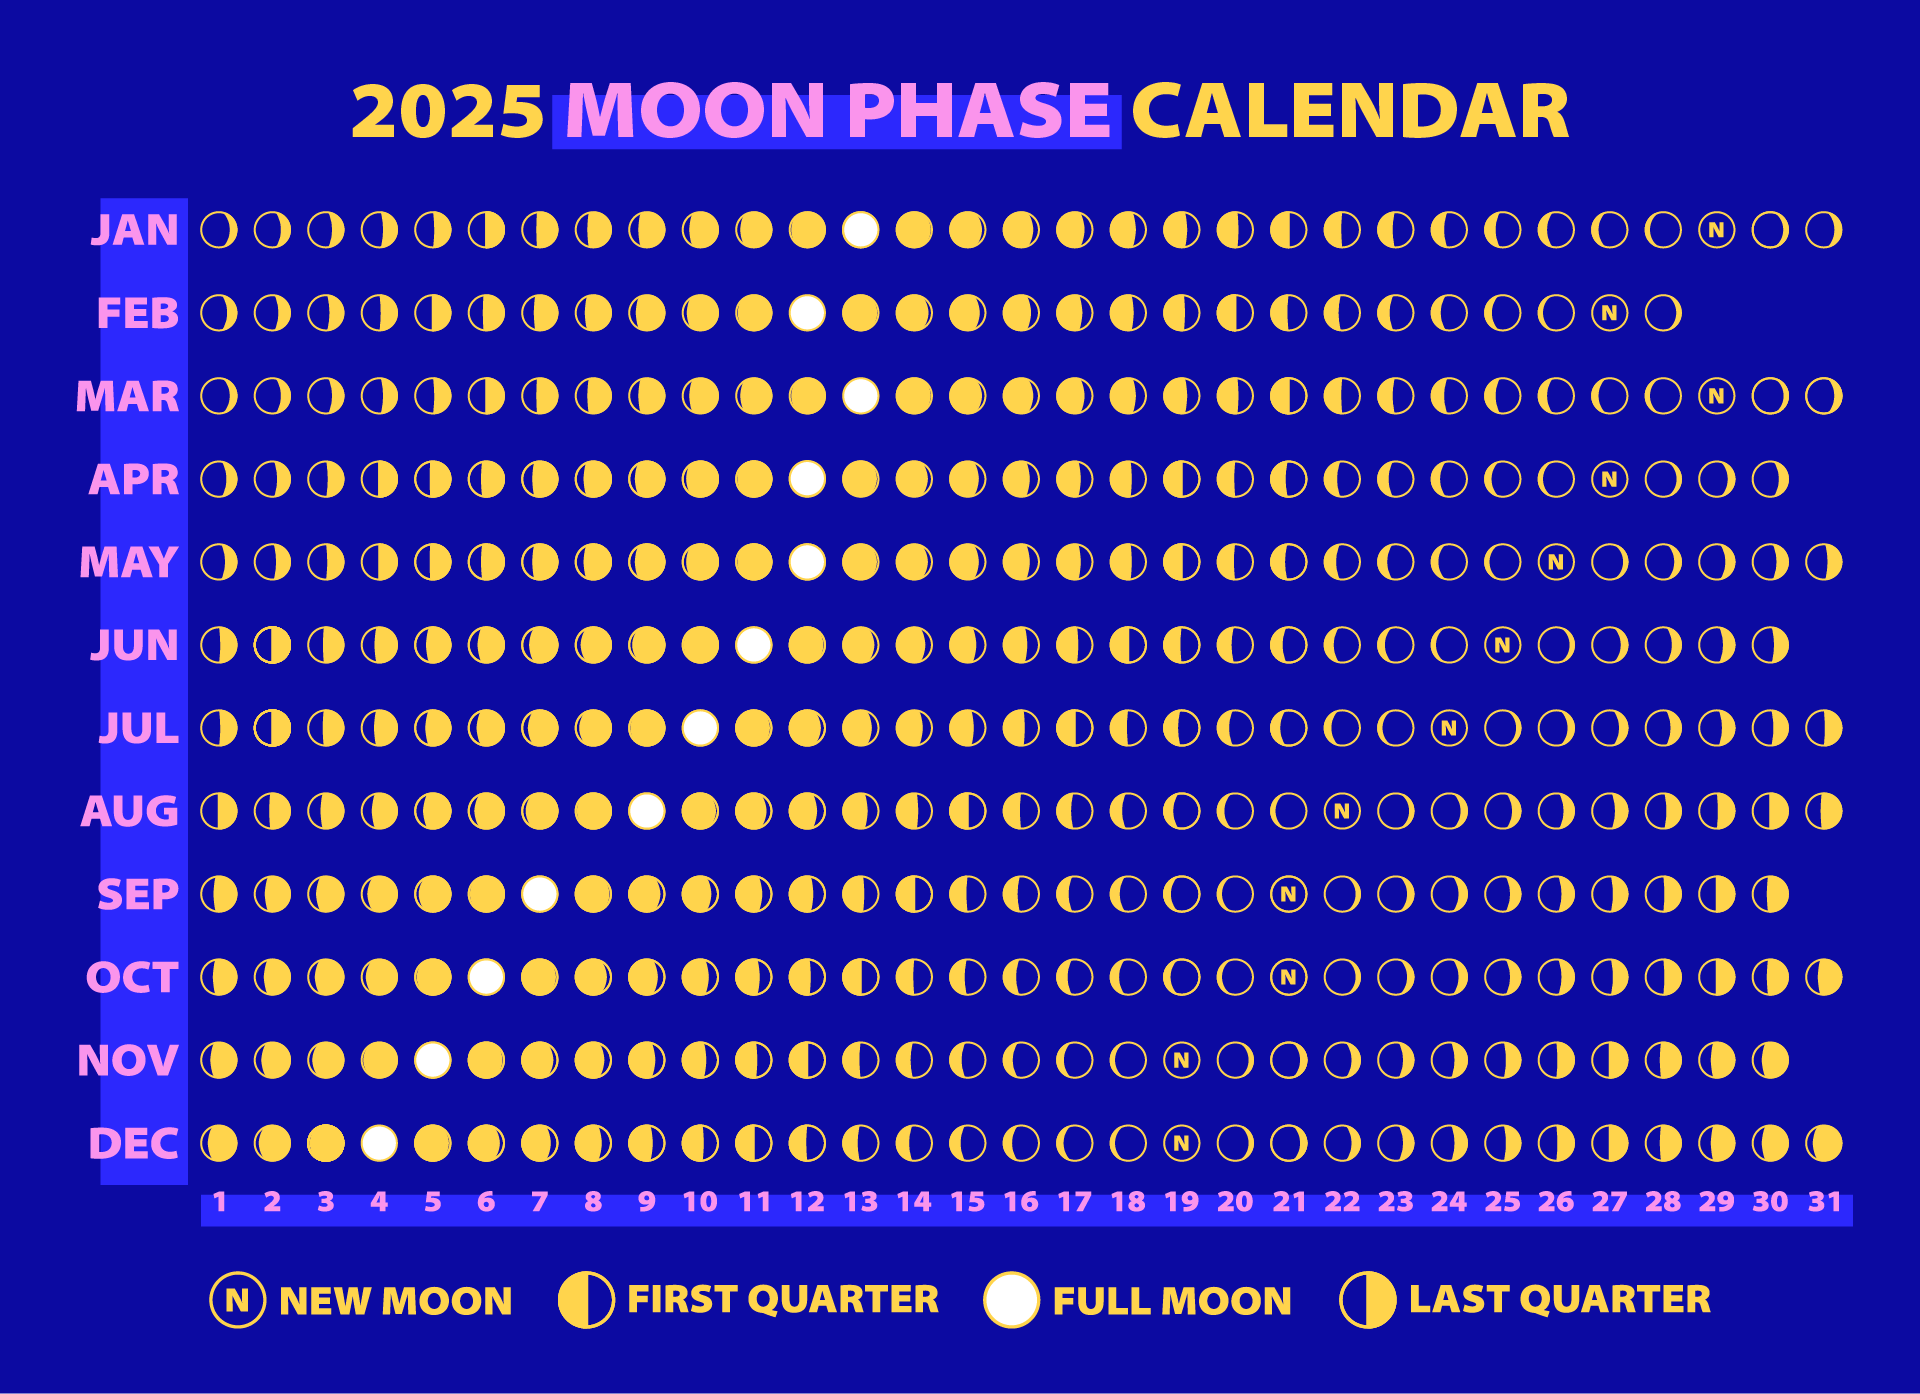 2025 MOON PHASE CALENDAR
JAN N
FEB N
MAR N
APR N
MAY N
JUN N
JUL N
AUG N
SEP N
OCT N
NOV N
DEC N
1 2 3 4 5 6 7 8 9 10 11 12 13 14 15 16 17 18 19 20 21 22 23 24 25 26 27 28 29 30 31
N NEW MOON FIRST QUARTER FULL MOON LAST QUARTER